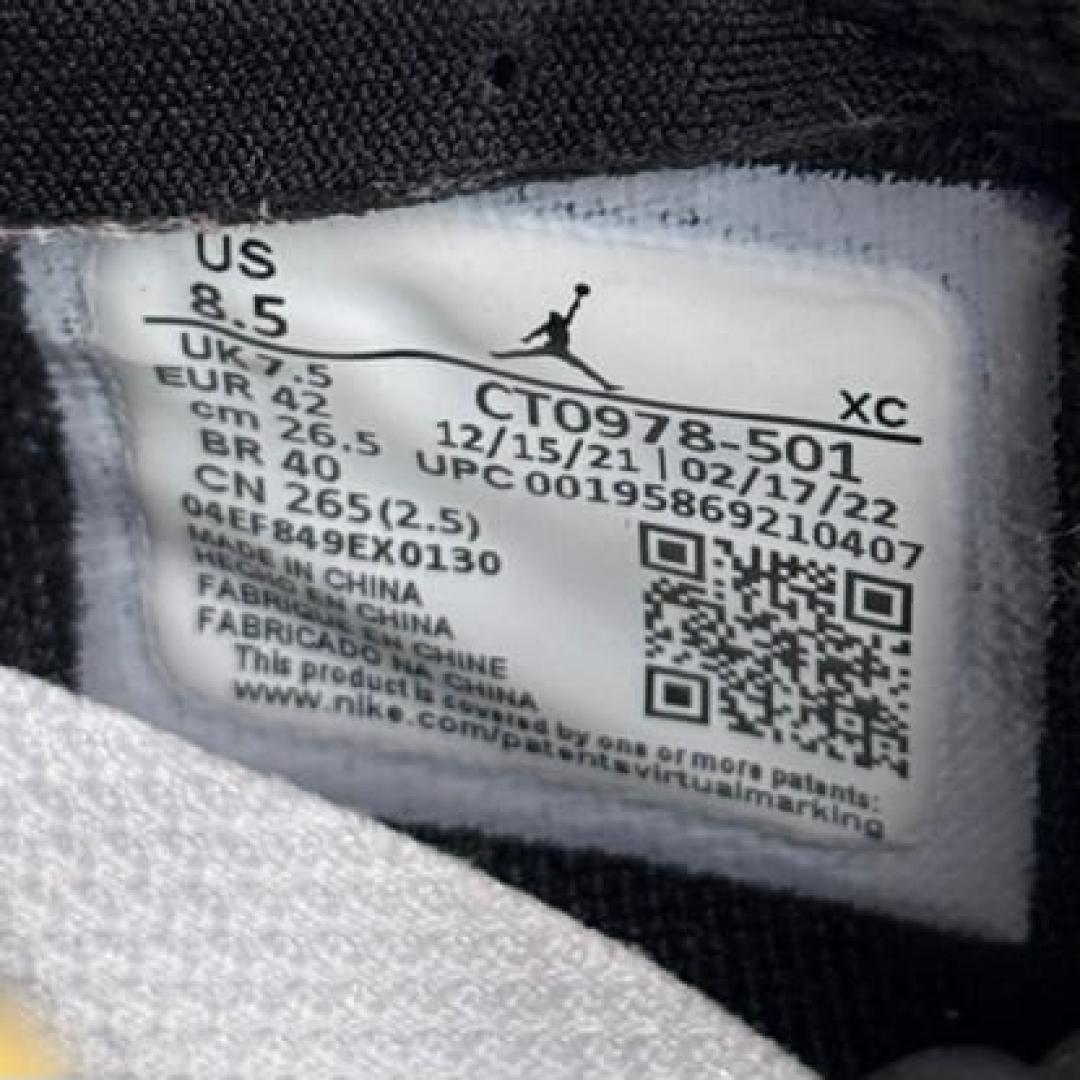 US
8.5
XC
UK 7.5
EUR 42
cm 26.5
BR 40
CN 265(2.5)
CT0978-501
12/15/21 | 02/17/22
UPC 00195869210407
04EF849EX0130
MADE IN CHINA
HECHO EN CHINA
FABRIQUE EN CHINE
FABRICADO NA CHINA
This product is covered by one or more patents:
www.nike.com/patentsvirtualmarking